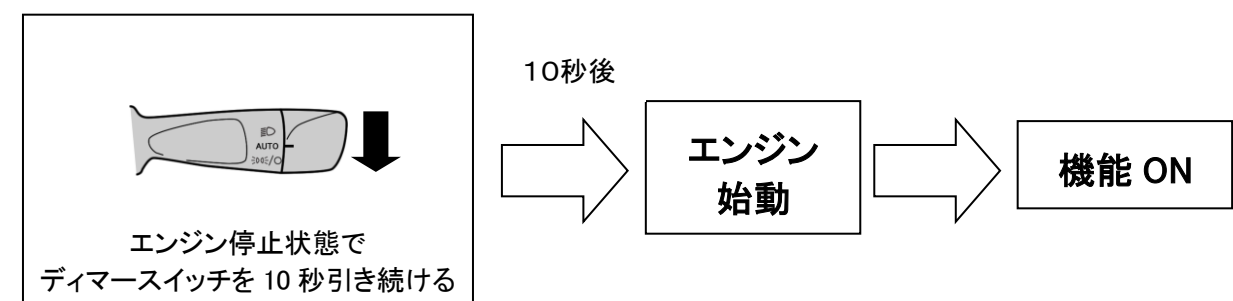 AUTO
エンジン停止状態で
ディマースイッチを 10 秒引き続ける
10秒後
エンジン
始動
機能 ON